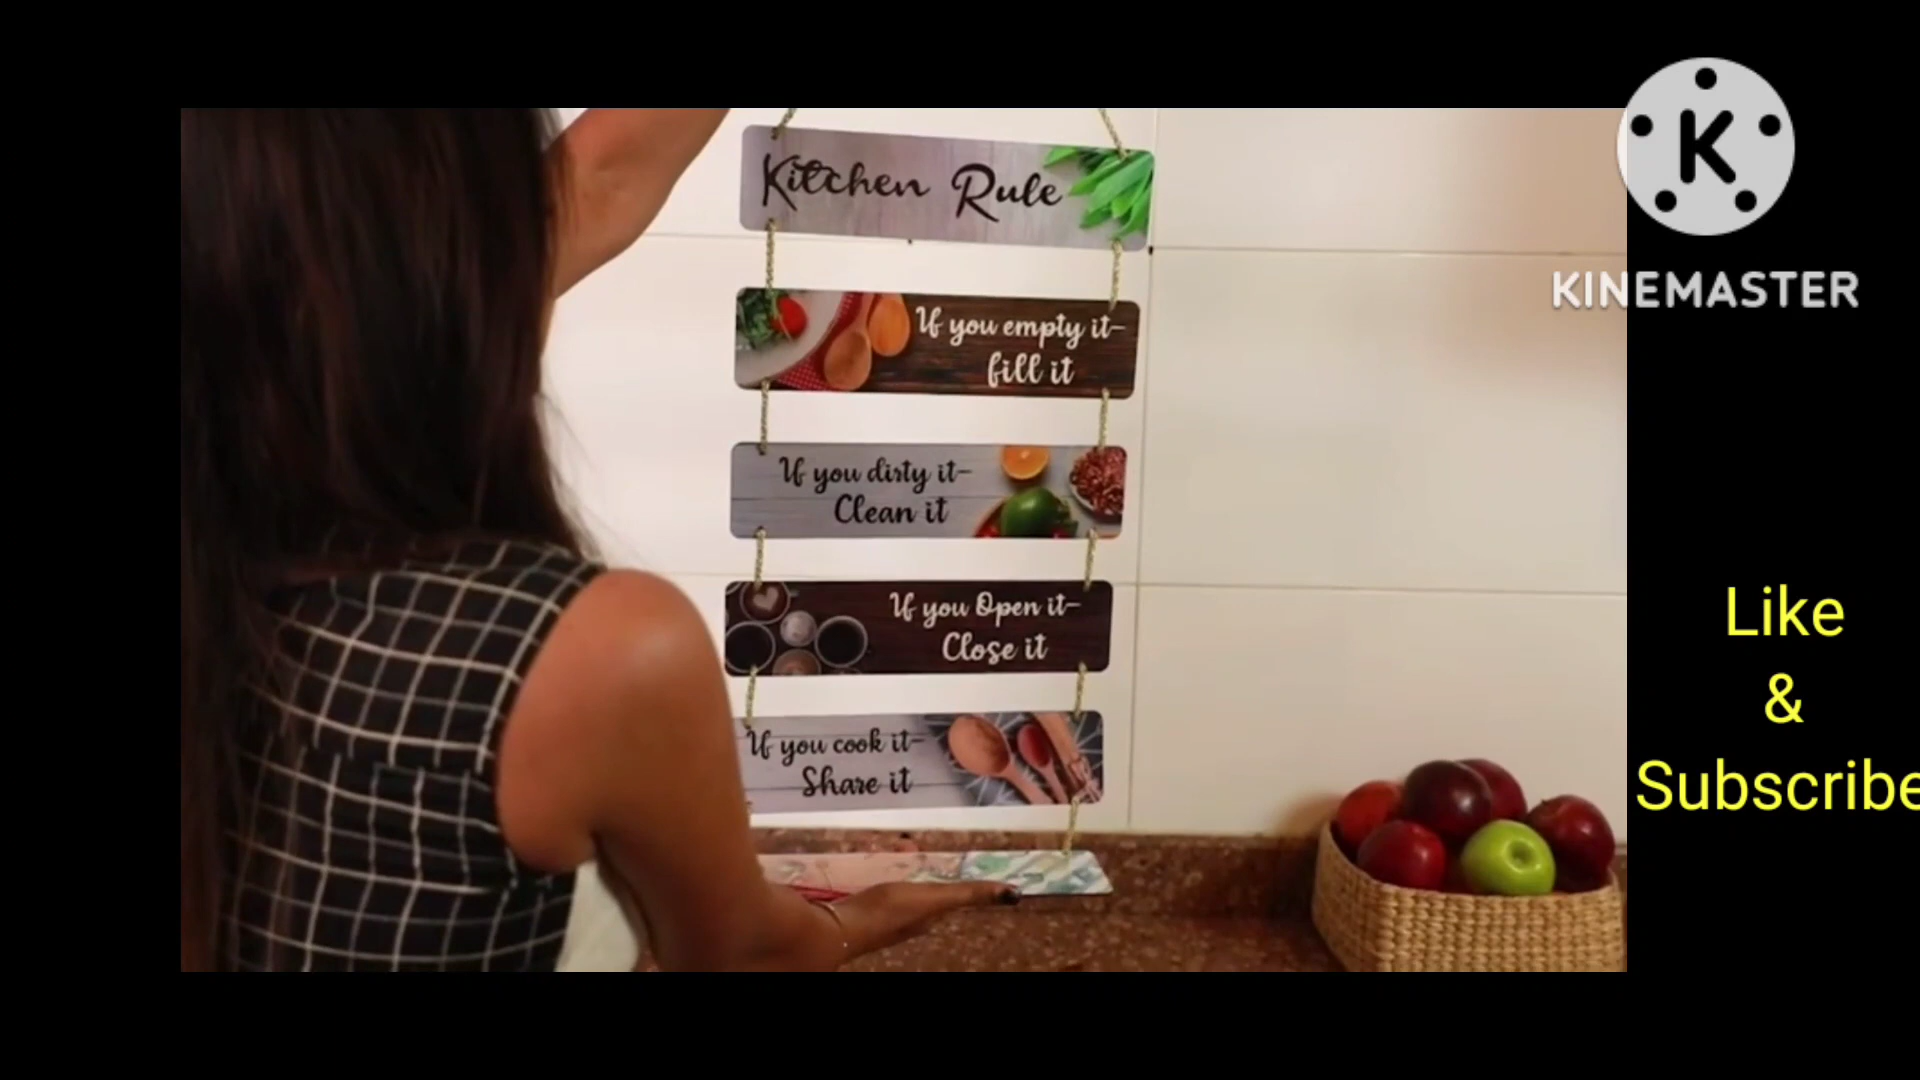 Kitchen Rule
If you empty it-
fill it
If you dirty it-
Clean it
If you Open it-
Close it
If you cook it-
Share it
K
KINEMASTER
Like
&
Subscribe